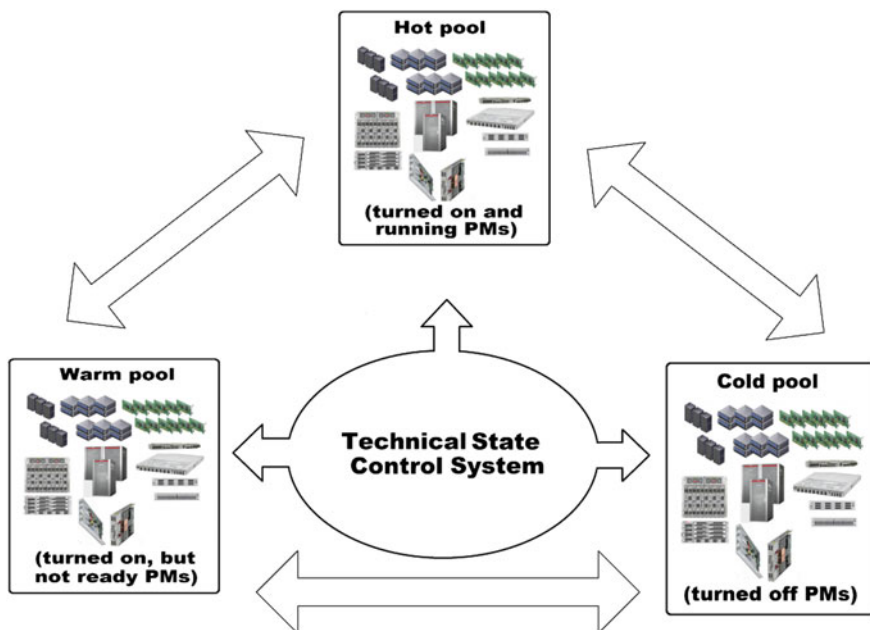 Hot pool
(turned on and
running PMs)
Warm pool
(turned on, but
not ready PMs)
Technical State
Control System
Cold pool
(turned off PMs)